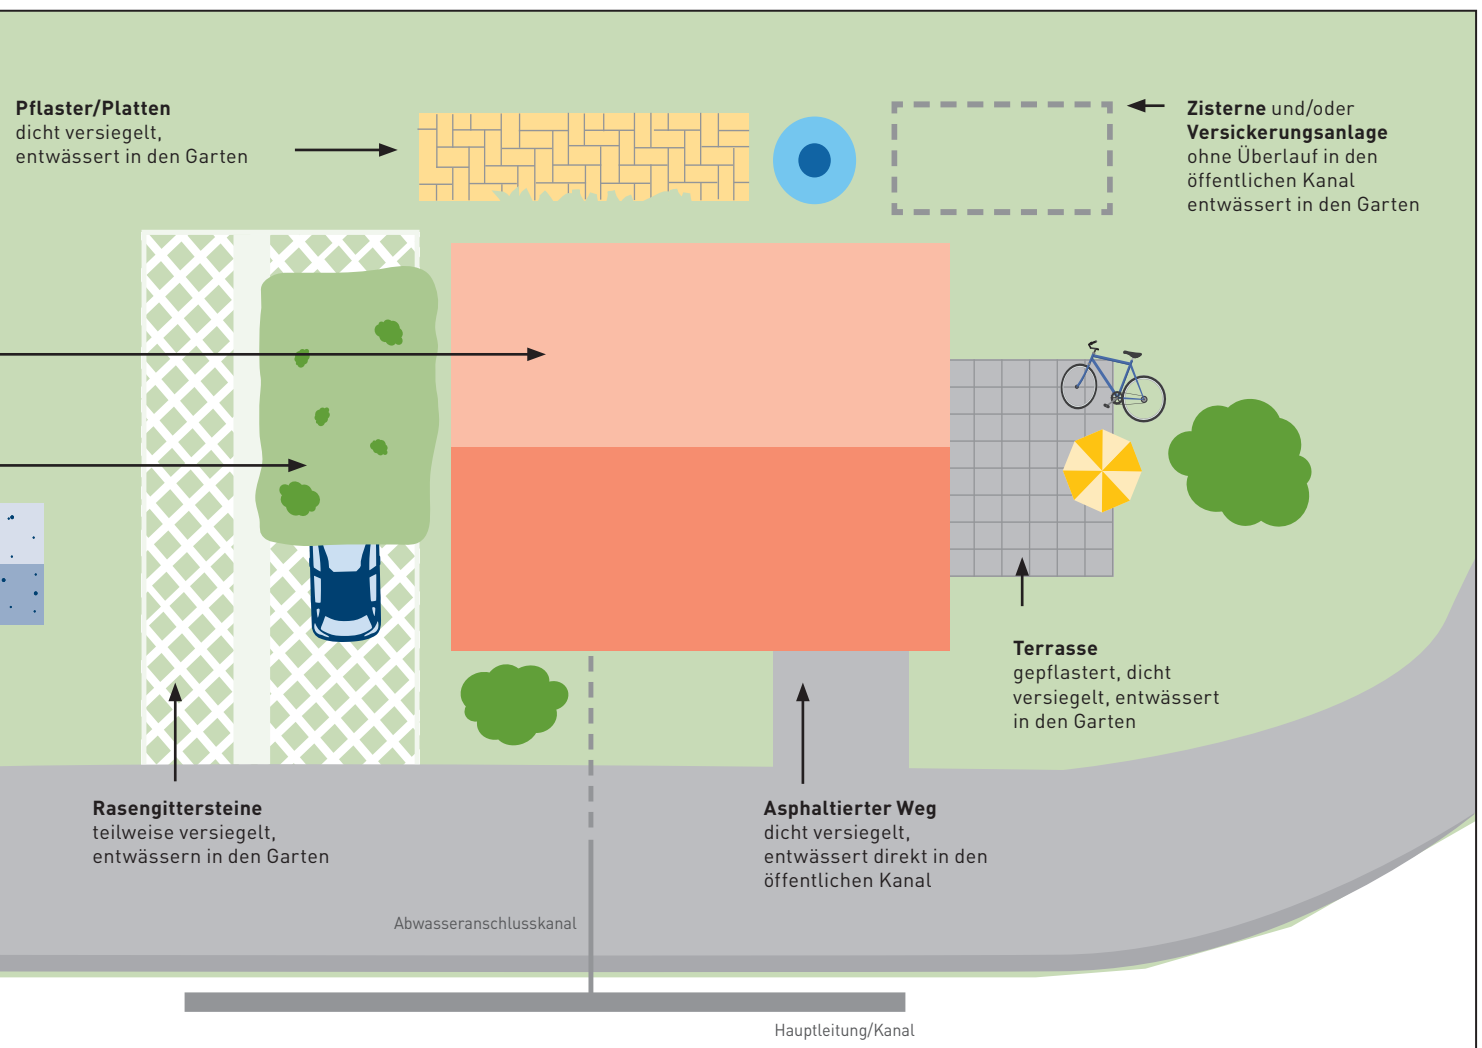 Pflaster/Platten
dicht versiegelt,
entwässert in den Garten
Zisterne und/oder
Versickerungsanlage
ohne Überlauf in den
öffentlichen Kanal
entwässert in den Garten
Terrasse
gepflastert, dicht
versiegelt, entwässert
in den Garten
Rasengittersteine
teilweise versiegelt,
entwässern in den Garten
Asphaltierter Weg
dicht versiegelt,
entwässert direkt in den
öffentlichen Kanal
Abwasseranschlusskanal
Hauptleitung/Kanal